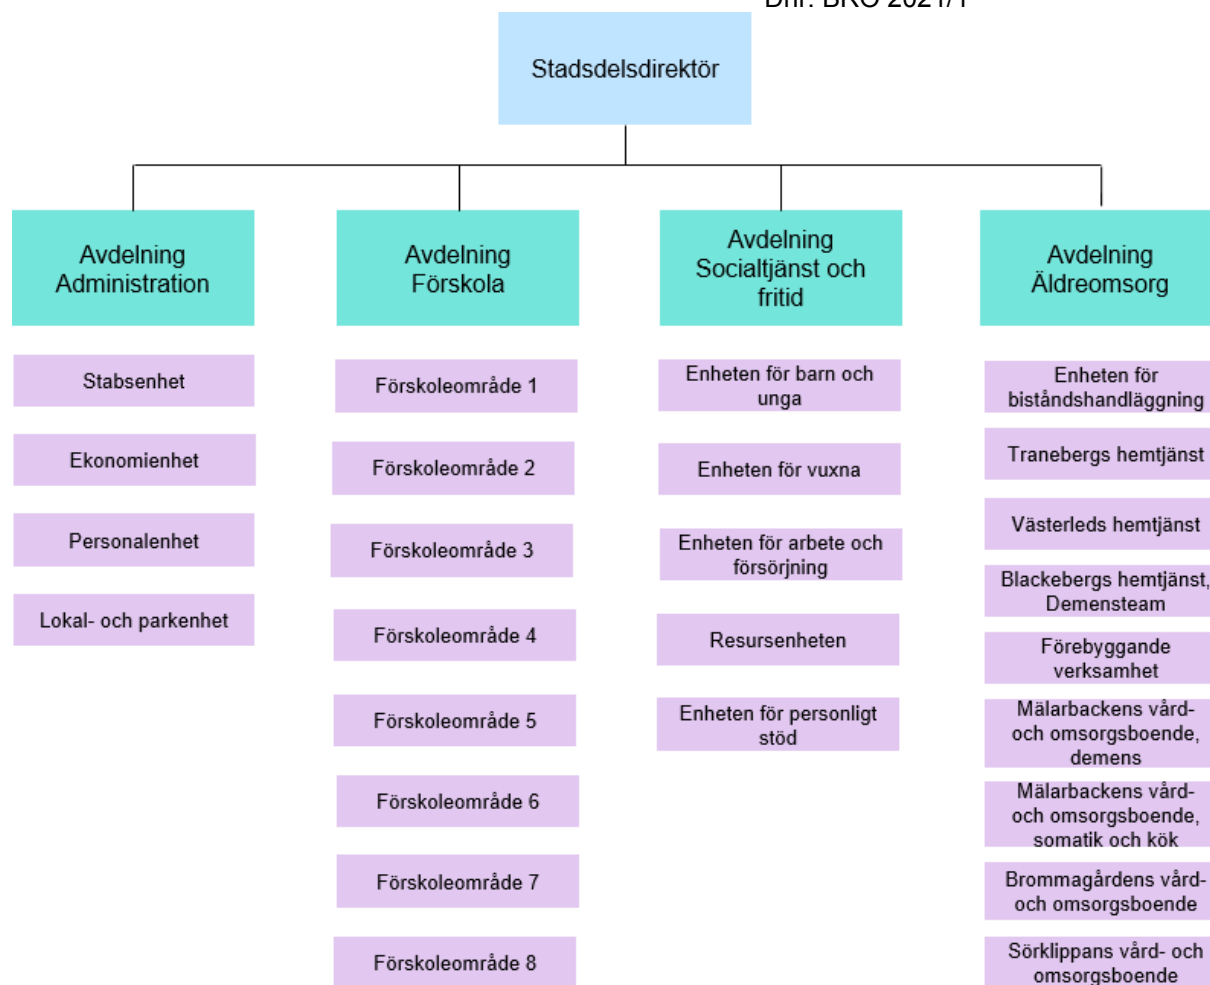 Stadsdelsdirektör
Avdelning
Administration
Stabsenhet
Ekonomienhet
Personalenhet
Lokal- och parkenhet
Avdelning
Förskola
Förskoleområde 1
Förskoleområde 2
Förskoleområde 3
Förskoleområde 4
Förskoleområde 5
Förskoleområde 6
Förskoleområde 7
Förskoleområde 8
Avdelning
Socialtjänst och
fritid
Enheten för barn och
unga
Enheten för vuxna
Enheten för arbete och
försörjning
Resursenheten
Enheten för personligt
stöd
Avdelning
Äldreomsorg
Enheten för
biståndshandläggning
Tranebergs hemtjänst
Västerleds hemtjänst
Blackebergs hemtjänst,
Demensteam
Förebyggande
verksamhet
Mälarbackens vård-
och omsorgsboende,
demens
Mälarbackens vård-
och omsorgsboende,
somatik och kök
Brommagårdens vård-
och omsorgsboende
Sörklippans vård- och
omsorgsboende